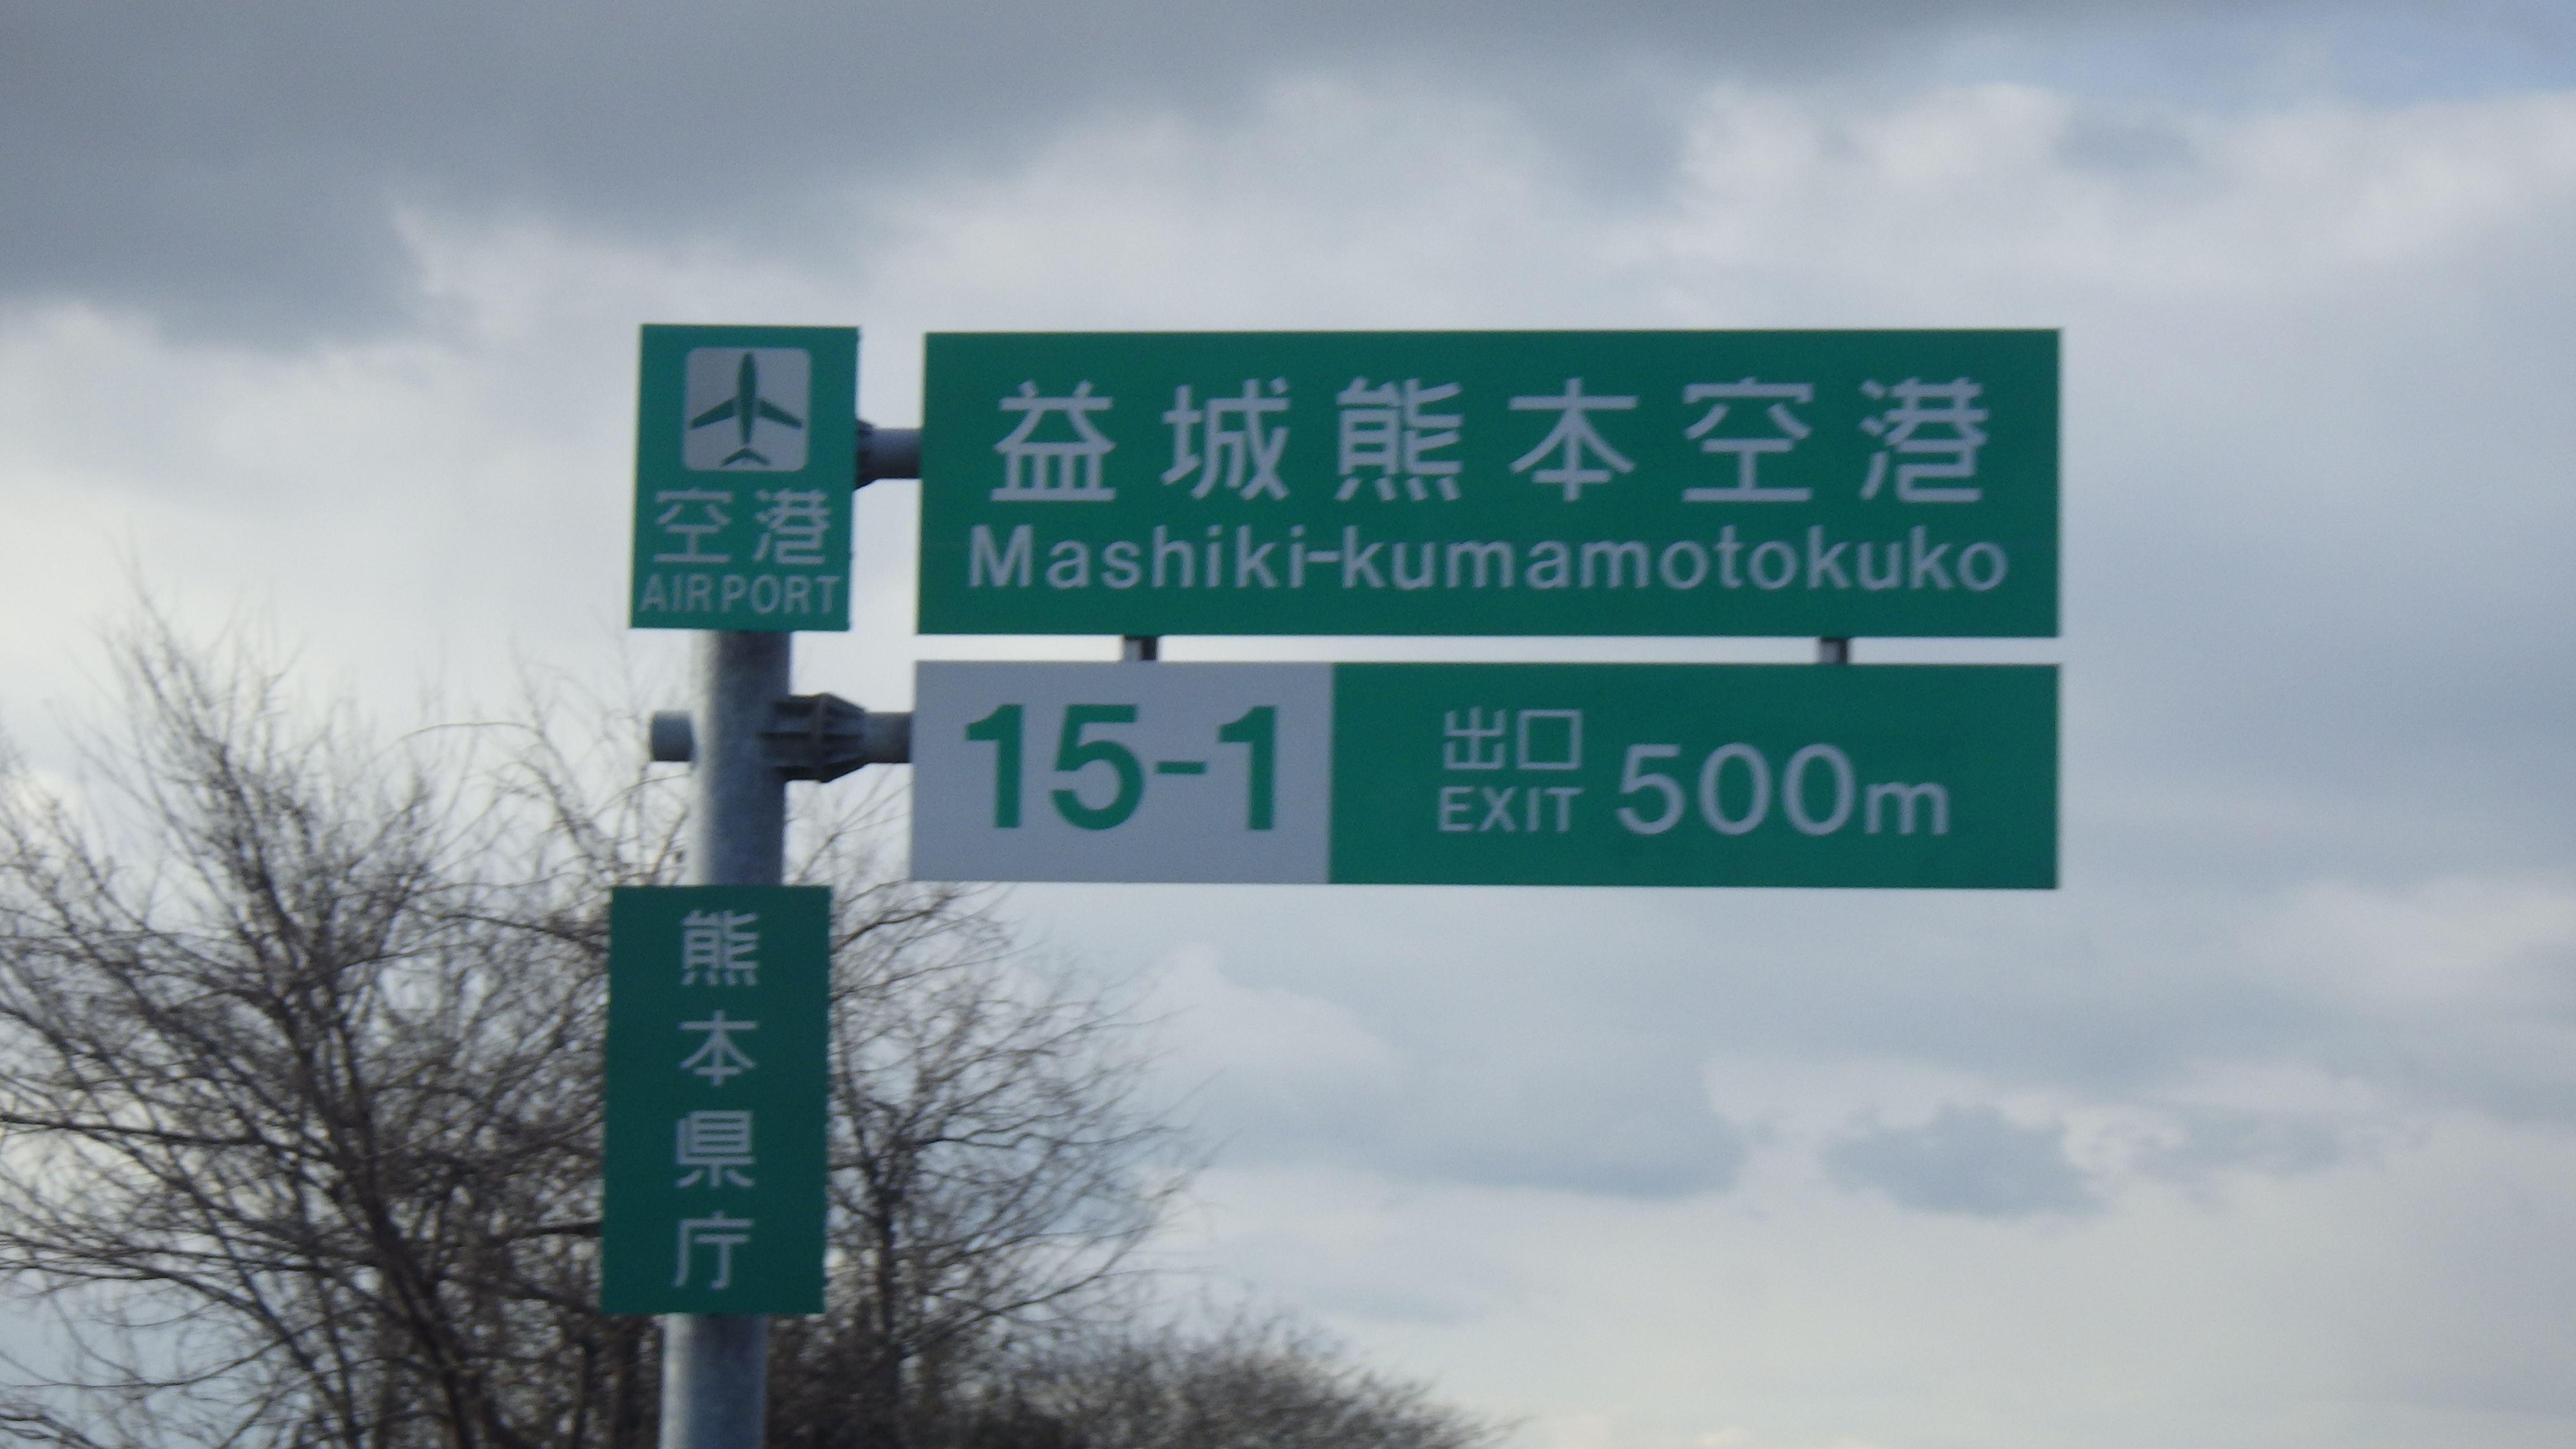 空港
AIRPORT
益城熊本空港
Mashiki-kumamotokuko
15-1
出口
EXIT
500m
熊本県庁